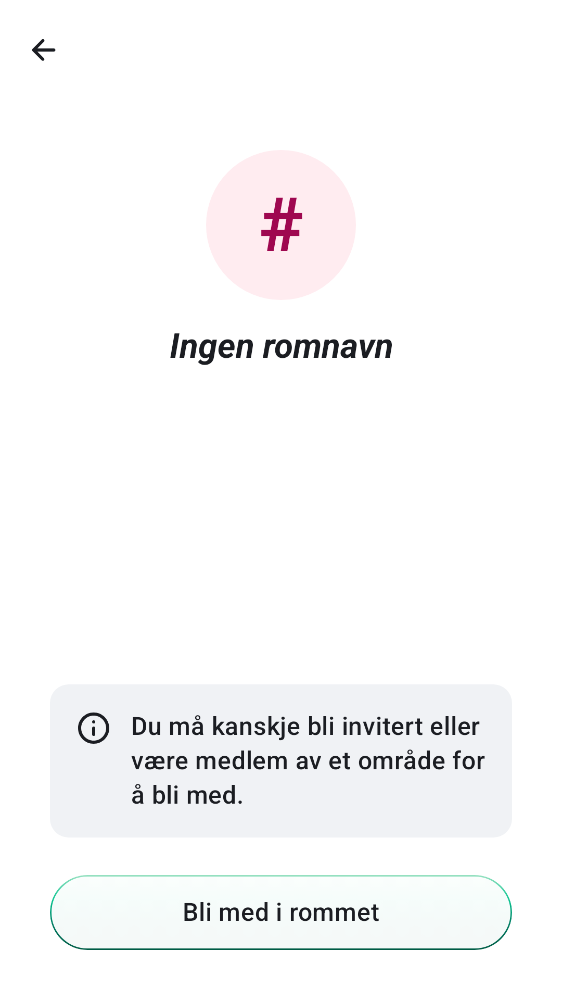 #
Ingen romnavn
Du må kanskje bli invitert eller
være medlem av et område for
å bli med.
Bli med i rommet